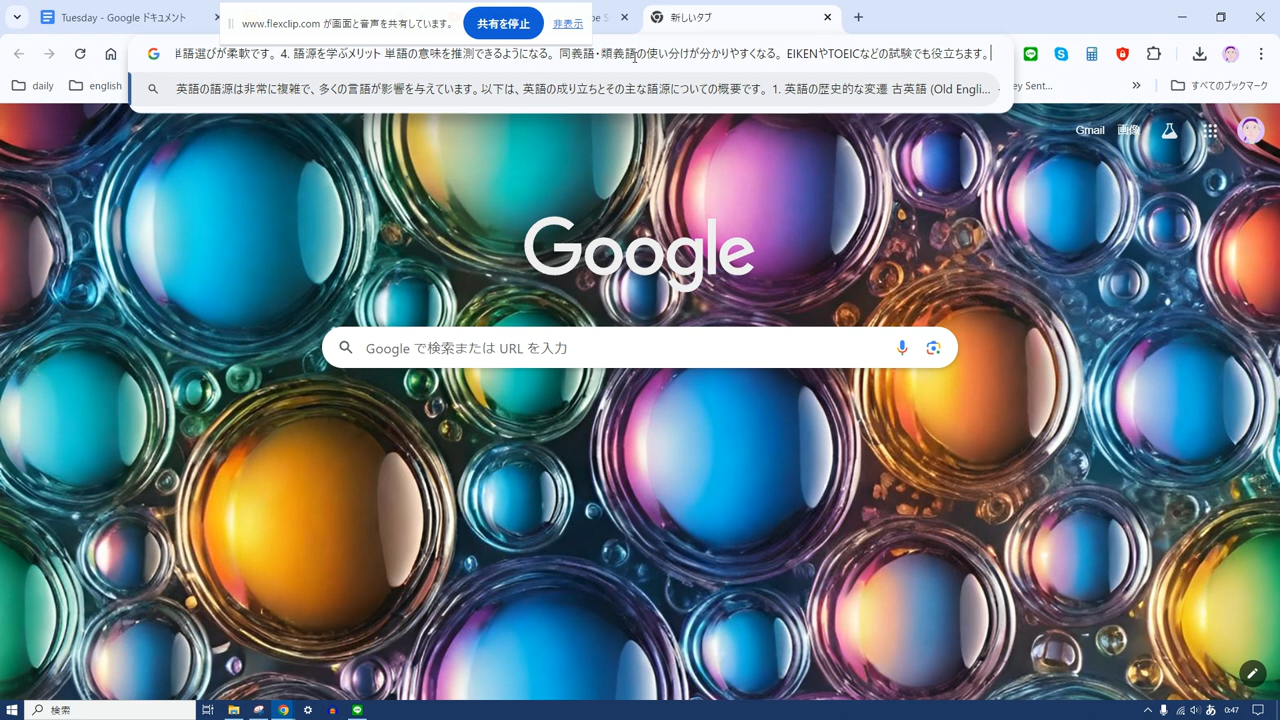 Tuesday - Google ドキュメント
www.flexclip.com が画面と音声を共有しています。
共有を停止
非表示
新しいタブ
単語選びが柔軟です。 4. 語源を学ぶメリット 単語の意味を推測できるようになる。 同義語・類義語の使い分けが分かりやすくなる。 EIKENやTOEICなどの試験でも役立ちます。
英語の語源は非常に複雑で、多くの言語が影響を与えています。以下は、英語の成り立ちとその主な語源についての概要です。 1. 英語の歴史的な変遷 古英語 (Old Engli...
daily
english
ey Sent...
»
すべてのブックマーク
Gmail
画像
Google
Google で検索または URL を入力
検索
あ
0:47